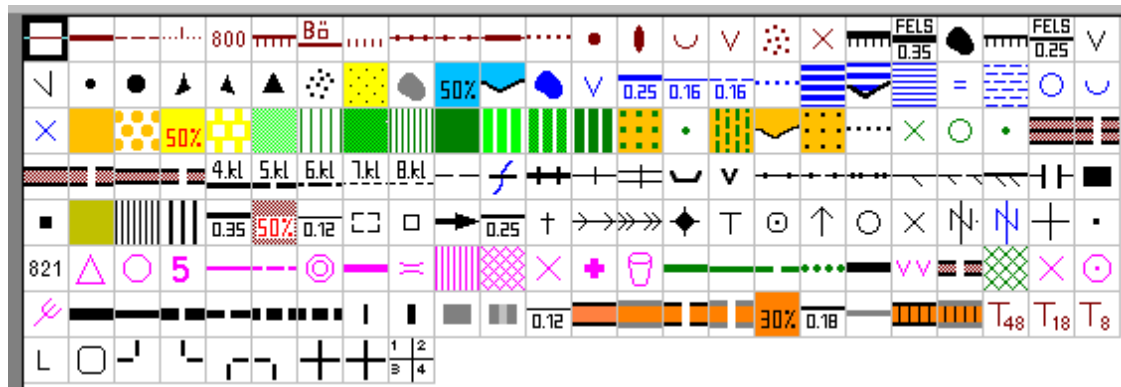 800 Bö FELS 0.35 FELS 0.25
50% 0.25 0.16 0.16
50%
4.kl 5.kl 6.kl 7.kl 8.kl
0.35 50% 0.12 0.25 T N N
821 5
0.12 30% 0.18 T48 T18 T8
L 1 2
3 4